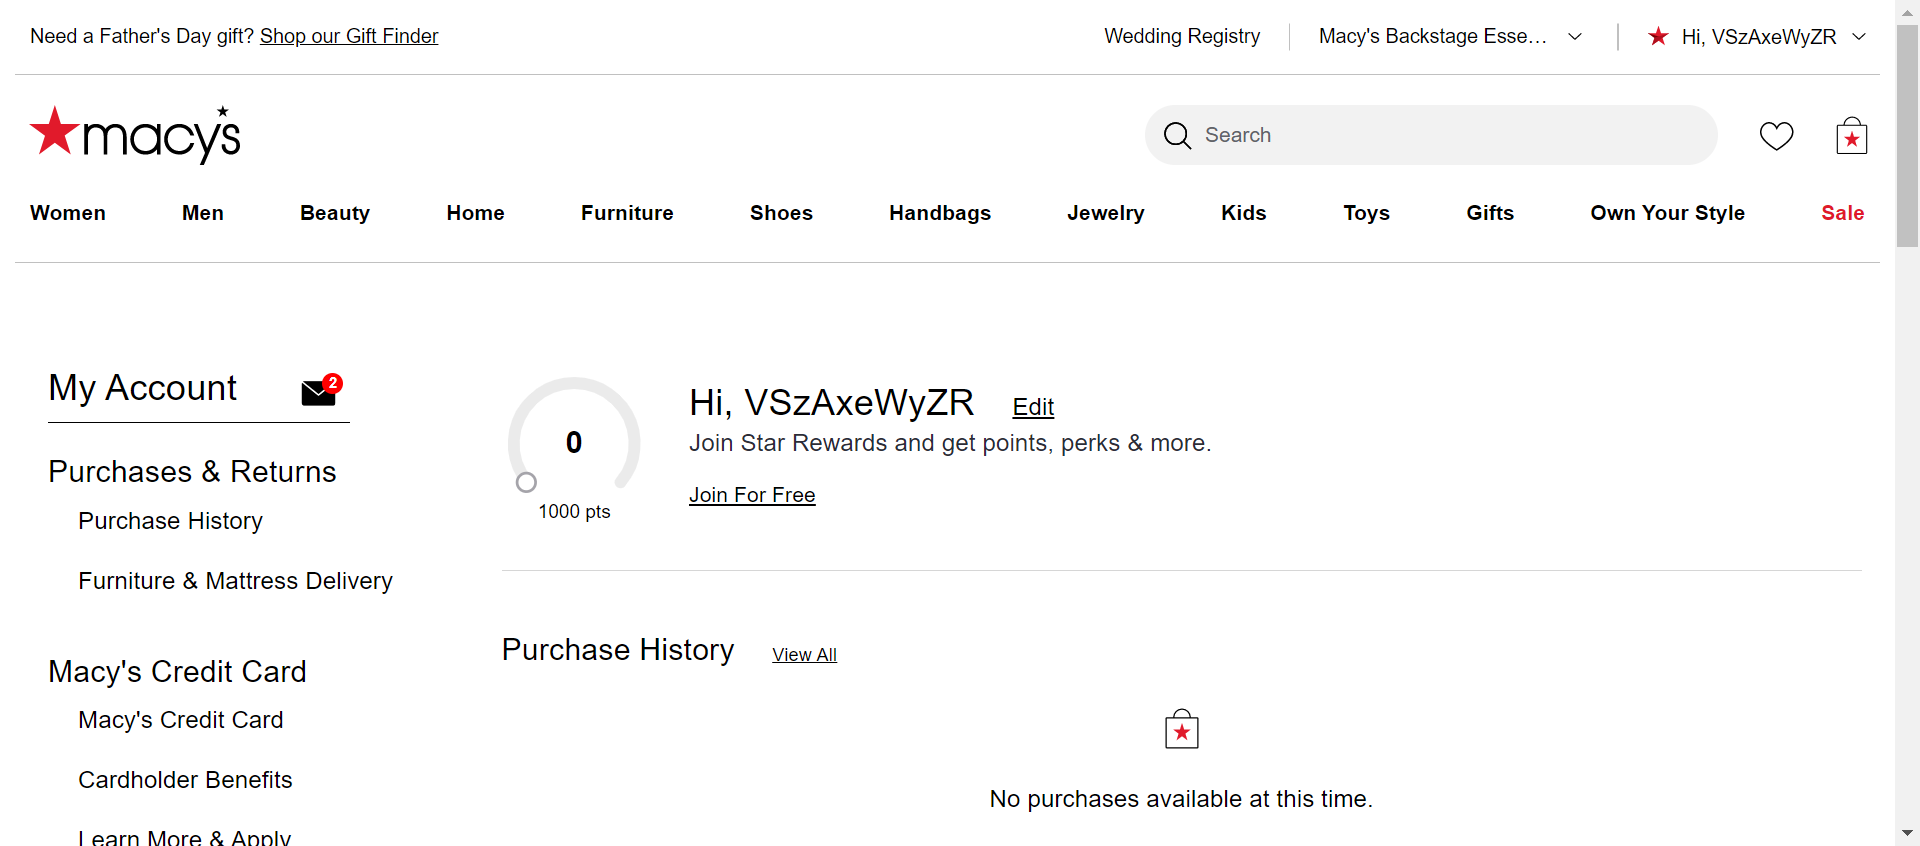 Need a Father's Day gift? Shop our Gift Finder
Wedding Registry
Macy's Backstage Esse...
Hi, VSzAxeWyZR
macy's
Search
Women Men Beauty Home Furniture Shoes Handbags Jewelry Kids Toys Gifts Own Your Style Sale
My Account
2
Purchases & Returns
Purchase History
Furniture & Mattress Delivery
Macy's Credit Card
Macy's Credit Card
Cardholder Benefits
Learn More & Apply
0
1000 pts
Hi, VSzAxeWyZR Edit
Join Star Rewards and get points, perks & more.
Join For Free
Purchase History View All
No purchases available at this time.